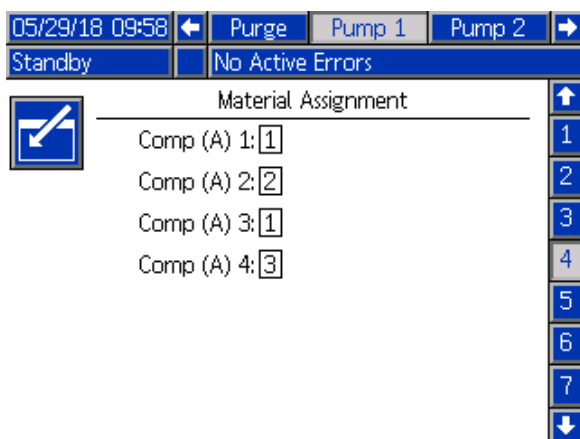 05/29/18 09:58 Purge Pump 1 Pump 2
Standby No Active Errors
Material Assignment
Comp (A) 1: 1
Comp (A) 2: 2
Comp (A) 3: 1
Comp (A) 4: 3
1
2
3
4
5
6
7